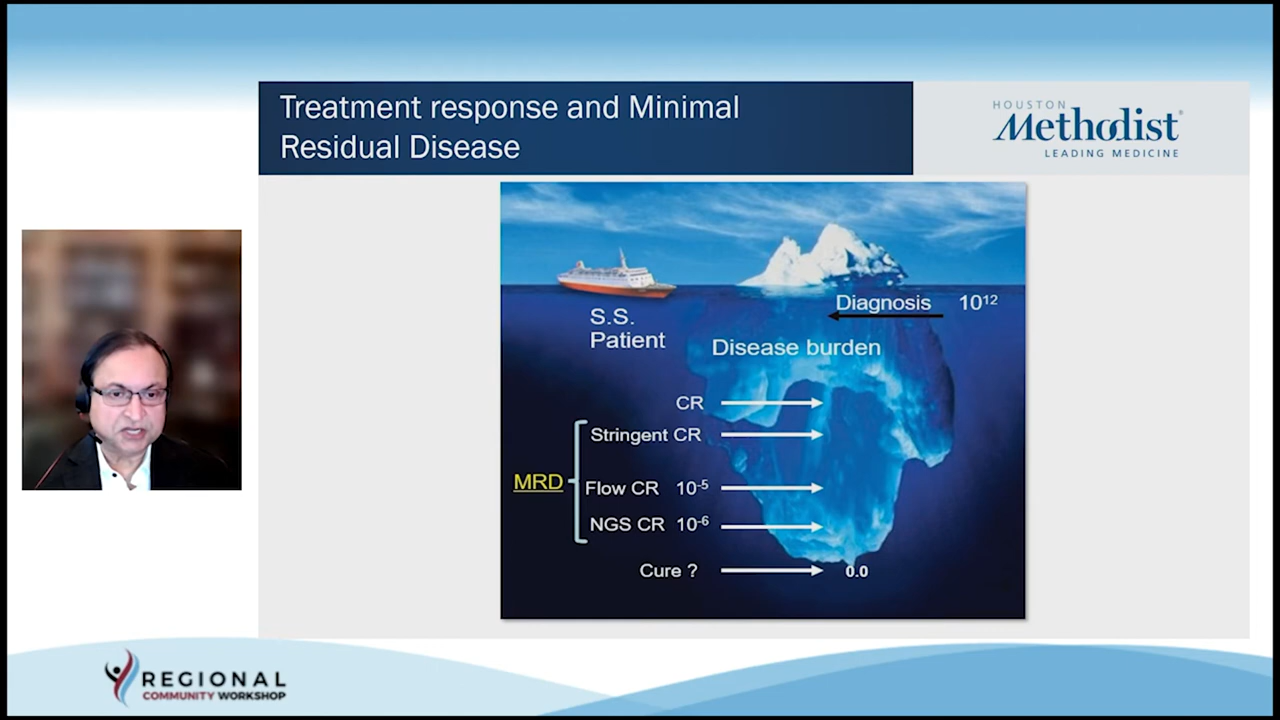 Treatment response and Minimal
Residual Disease
HOUSTON
Methodist®
LEADING MEDICINE
Diagnosis 10¹²
S.S.
Patient
Disease burden
CR
Stringent CR
MRD
Flow CR 10⁻⁵
NGS CR 10⁻⁶
Cure ?
0.0
REGIONAL
COMMUNITY WORKSHOP